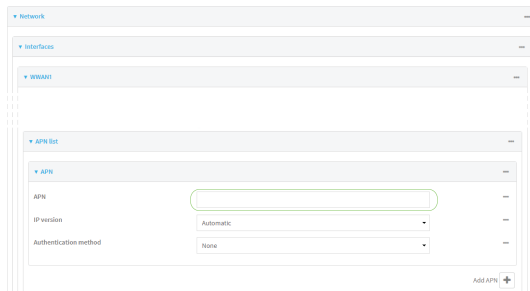 Network
Interfaces
WWAN1
APN list
APN
APN
IP version
Automatic
Authentication method
None
Add APN